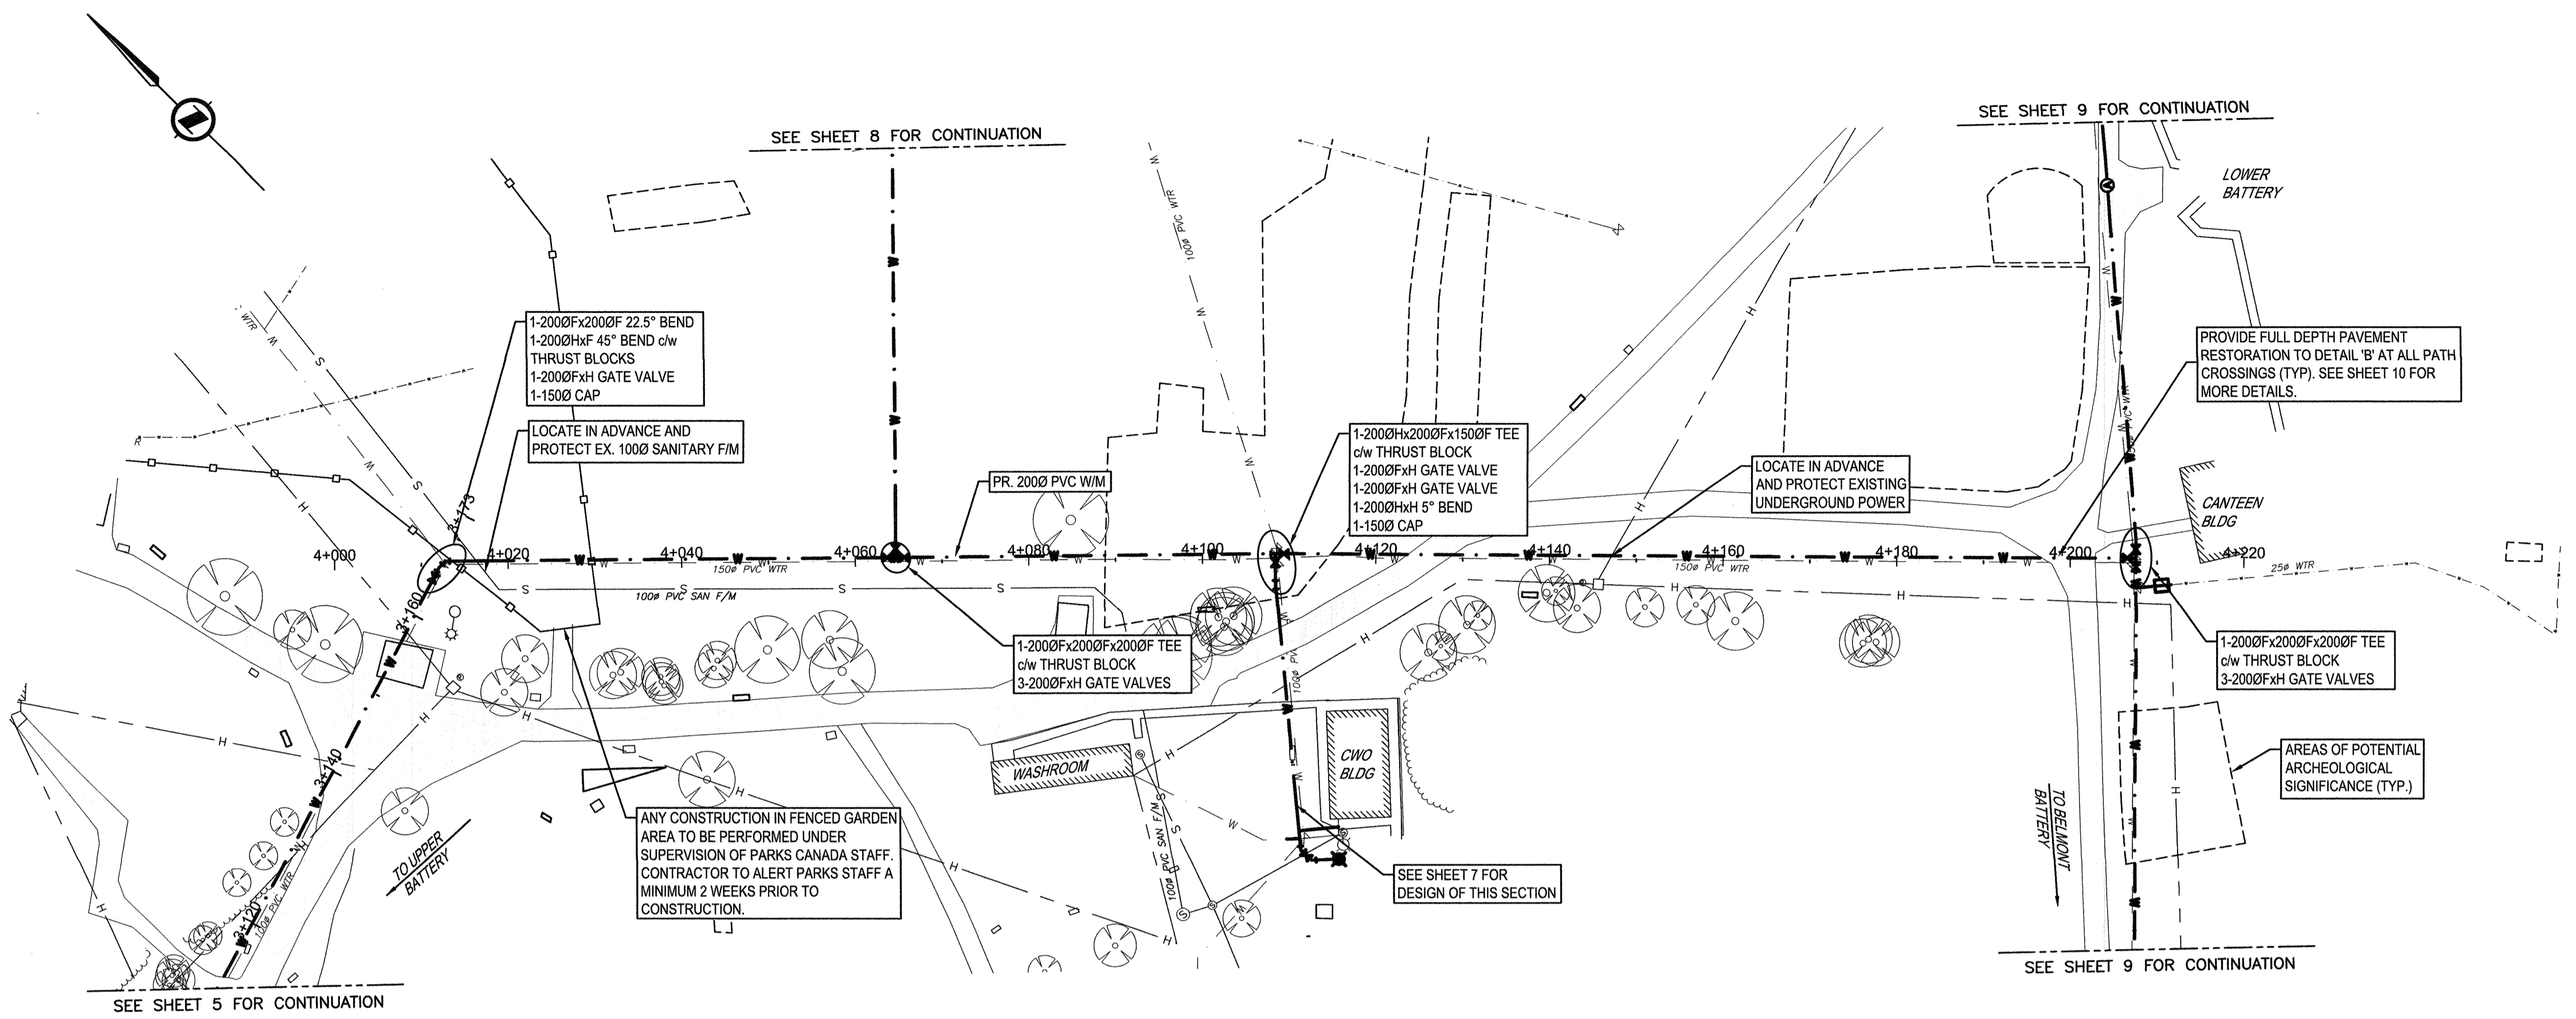 SEE SHEET 8 FOR CONTINUATION
SEE SHEET 9 FOR CONTINUATION
LOWER
BATTERY
100Ø PVC WTR
WTR
1-200ØFx200ØF 22.5° BEND
1-200ØHxF 45° BEND c/w
THRUST BLOCKS
1-200ØFxH GATE VALVE
1-150Ø CAP
LOCATE IN ADVANCE AND
PROTECT EX. 100Ø SANITARY F/M
PR. 200Ø PVC W/M
1-200ØHx200ØFx150ØF TEE
c/w THRUST BLOCK
1-200ØFxH GATE VALVE
1-200ØFxH GATE VALVE
1-200ØHxH 5° BEND
1-150Ø CAP
LOCATE IN ADVANCE
AND PROTECT EXISTING
UNDERGROUND POWER
PROVIDE FULL DEPTH PAVEMENT
RESTORATION TO DETAIL 'B' AT ALL PATH
CROSSINGS (TYP). SEE SHEET 10 FOR
MORE DETAILS.
CANTEEN
BLDG
3+173
4+000
4+020
4+040
4+060
4+080
4+100
4+120
4+140
4+160
4+180
4+200
4+220
150Ø PVC WTR
150Ø PVC WTR
25Ø WTR
100Ø PVC SAN F/M
3+160
3+140
3+120
100Ø PVC WTR
1-200ØFx200ØFx200ØF TEE
c/w THRUST BLOCK
3-200ØFxH GATE VALVES
1-200ØFx200ØFx200ØF TEE
c/w THRUST BLOCK
3-200ØFxH GATE VALVES
100Ø PV
WASHROOM
CWO
BLDG
100Ø PVC SAN F/M
AREAS OF POTENTIAL
ARCHEOLOGICAL
SIGNIFICANCE (TYP.)
TO BELMONT
BATTERY
TO UPPER
BATTERY
ANY CONSTRUCTION IN FENCED GARDEN
AREA TO BE PERFORMED UNDER
SUPERVISION OF PARKS CANADA STAFF.
CONTRACTOR TO ALERT PARKS STAFF A
MINIMUM 2 WEEKS PRIOR TO
CONSTRUCTION.
SEE SHEET 7 FOR
DESIGN OF THIS SECTION
SEE SHEET 9 FOR CONTINUATION
SEE SHEET 5 FOR CONTINUATION